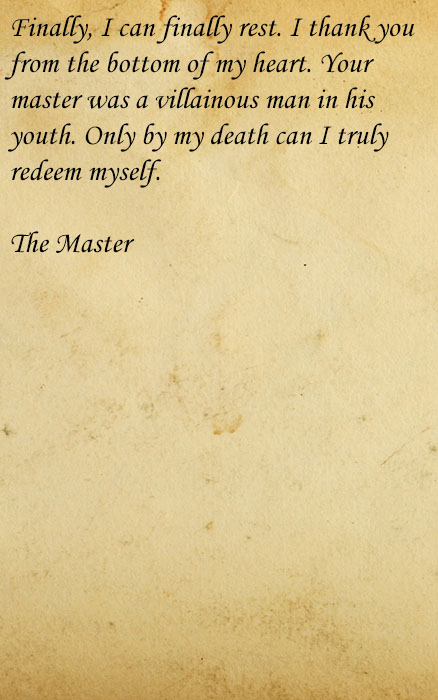 Finally, I can finally rest. I thank you
from the bottom of my heart. Your
master was a villainous man in his
youth. Only by my death can I truly
redeem myself.
The Master